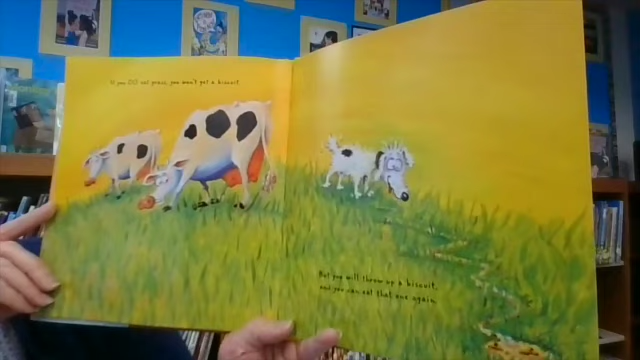 If you DO eat grass, you won't get a biscuit.
But you will throw up a biscuit,
and you can eat that one again.